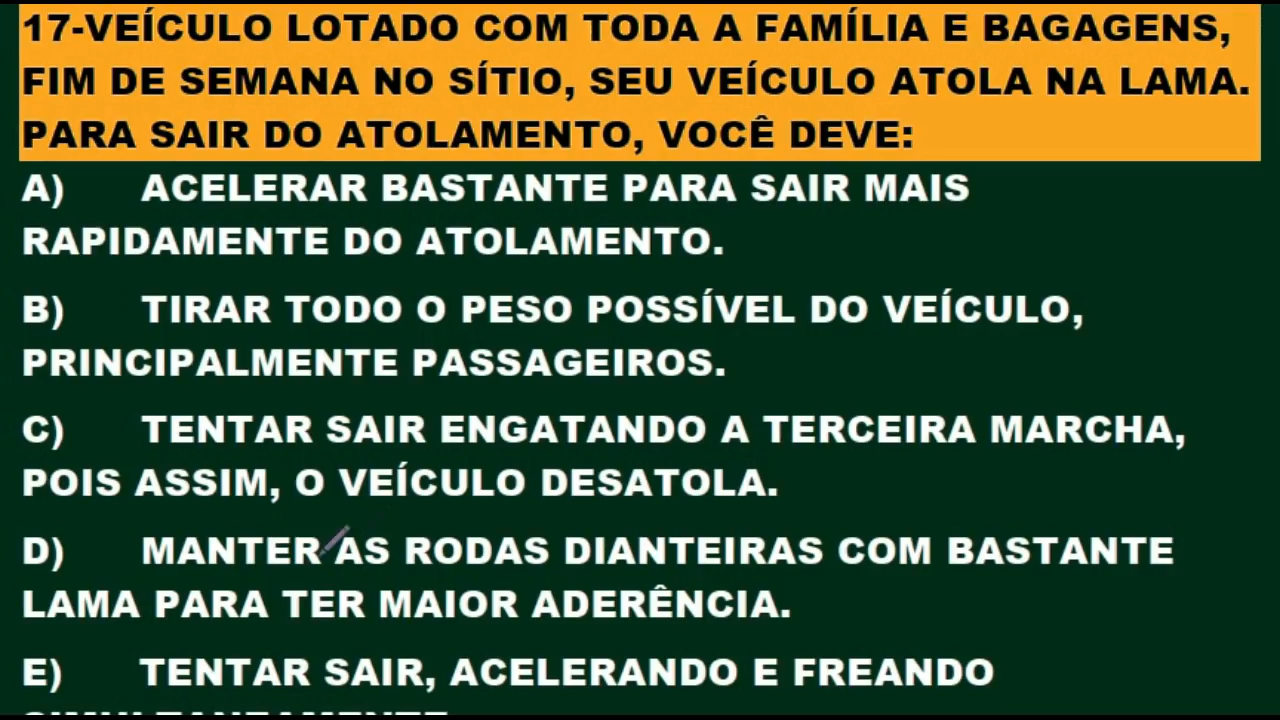 17-VEÍCULO LOTADO COM TODA A FAMÍLIA E BAGAGENS,
FIM DE SEMANA NO SÍTIO, SEU VEÍCULO ATOLA NA LAMA.
PARA SAIR DO ATOLAMENTO, VOCÊ DEVE:
A) ACELERAR BASTANTE PARA SAIR MAIS
RAPIDAMENTE DO ATOLAMENTO.
B) TIRAR TODO O PESO POSSÍVEL DO VEÍCULO,
PRINCIPALMENTE PASSAGEIROS.
C) TENTAR SAIR ENGATANDO A TERCEIRA MARCHA,
POIS ASSIM, O VEÍCULO DESATOLA.
D) MANTER AS RODAS DIANTEIRAS COM BASTANTE
LAMA PARA TER MAIOR ADERÊNCIA.
E) TENTAR SAIR, ACELERANDO E FREANDO